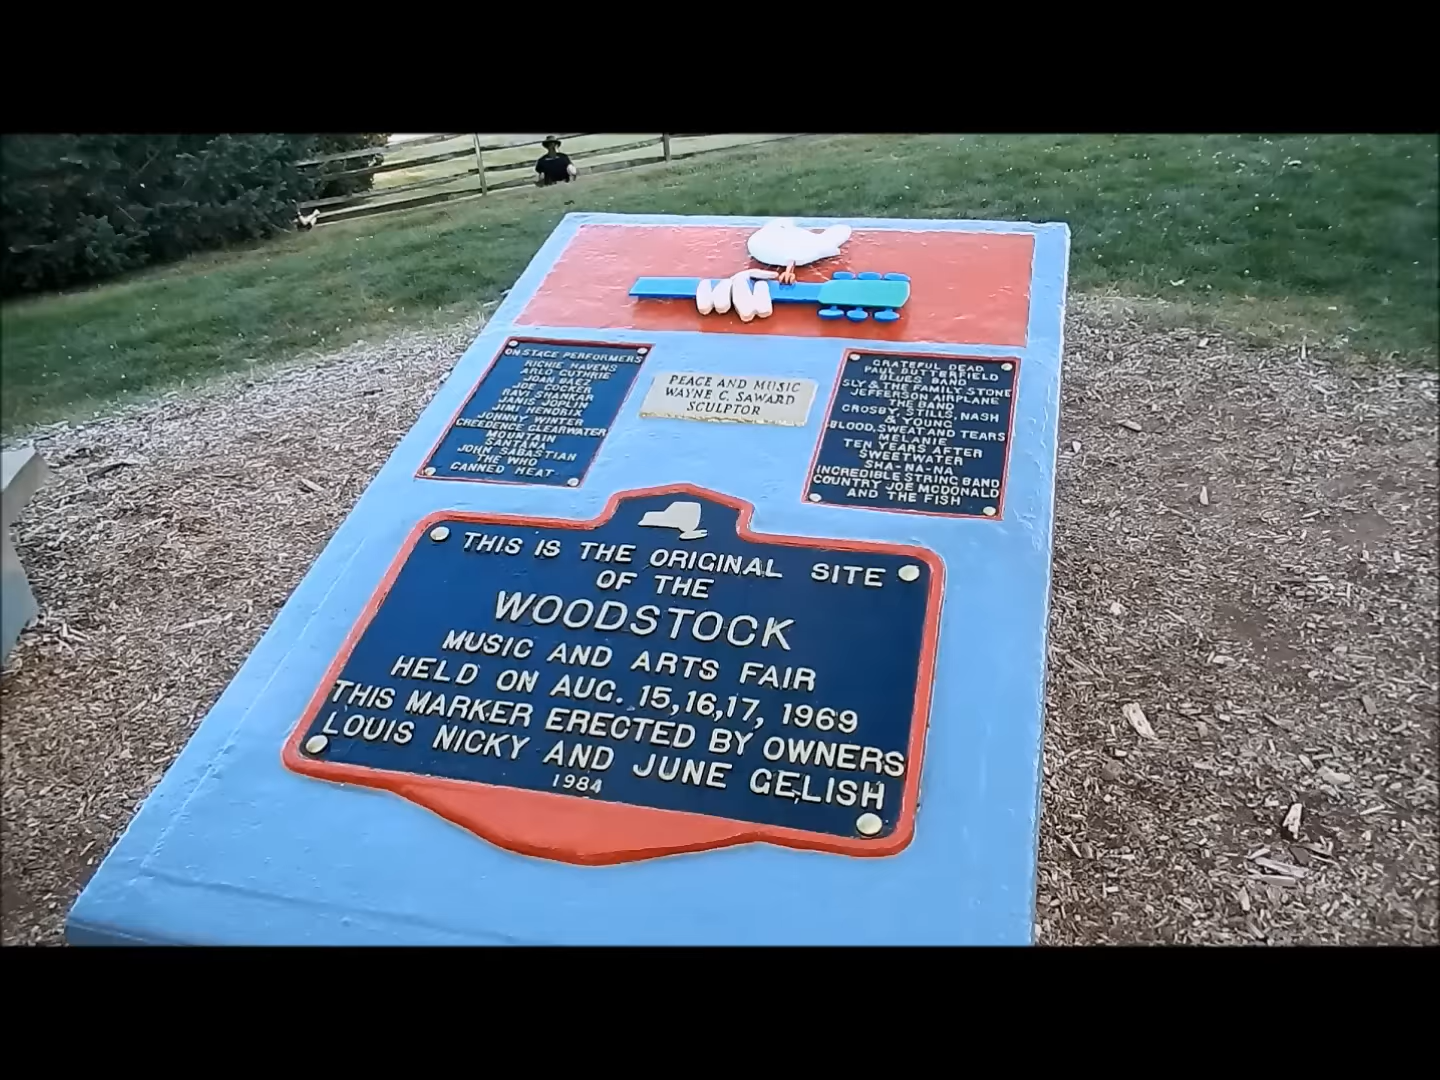 ON STAGE PERFORMERS
RICHIE HAVENS
ARLO GUTHRIE
JOAN BAEZ
JOE COCKER
RAVI SHANKAR
JANIS JOPLIN
JIMI HENDRIX
JOHNNY WINTER
CREEDENCE CLEARWATER
MOUNTAIN
SANTANA
JOHN SABASTIAN
THE WHO
CANNED HEAT
PEACE AND MUSIC
WAYNE C. SAWARD
SCULPTOR
GRATEFUL DEAD
PAUL BUTTERFIELD
BLUES BAND
SLY & THE FAMILY STONE
JEFFERSON AIRPLANE
THE BAND
CROSBY, STILLS, NASH
& YOUNG
BLOOD, SWEAT AND TEARS
MELANIE
TEN YEARS AFTER
SWEETWATER
SHA-NA-NA
INCREDIBLE STRING BAND
COUNTRY JOE MCDONALD
AND THE FISH
THIS IS THE ORIGINAL SITE
OF THE
WOODSTOCK
MUSIC AND ARTS FAIR
HELD ON AUG. 15,16,17, 1969
THIS MARKER ERECTED BY OWNERS
LOUIS NICKY AND JUNE GELISH
1984